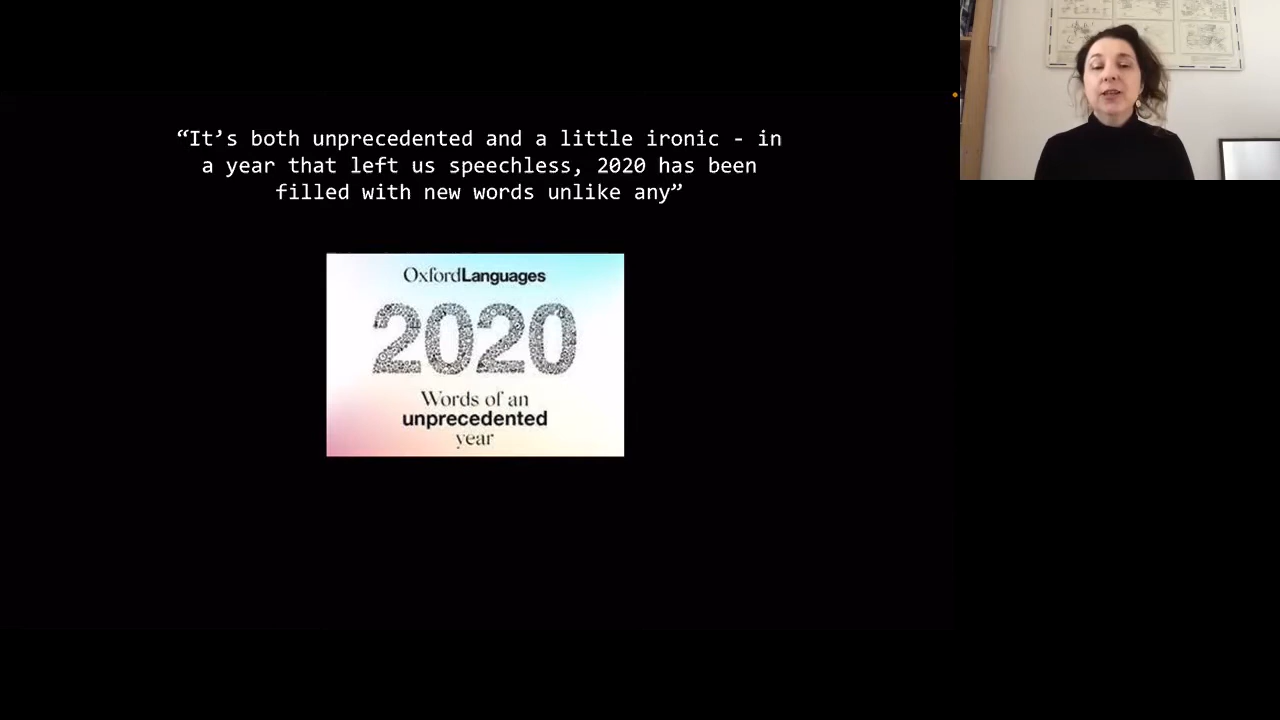 “It’s both unprecedented and a little ironic - in
a year that left us speechless, 2020 has been
filled with new words unlike any”
OxfordLanguages
2020
Words of an
unprecedented
year